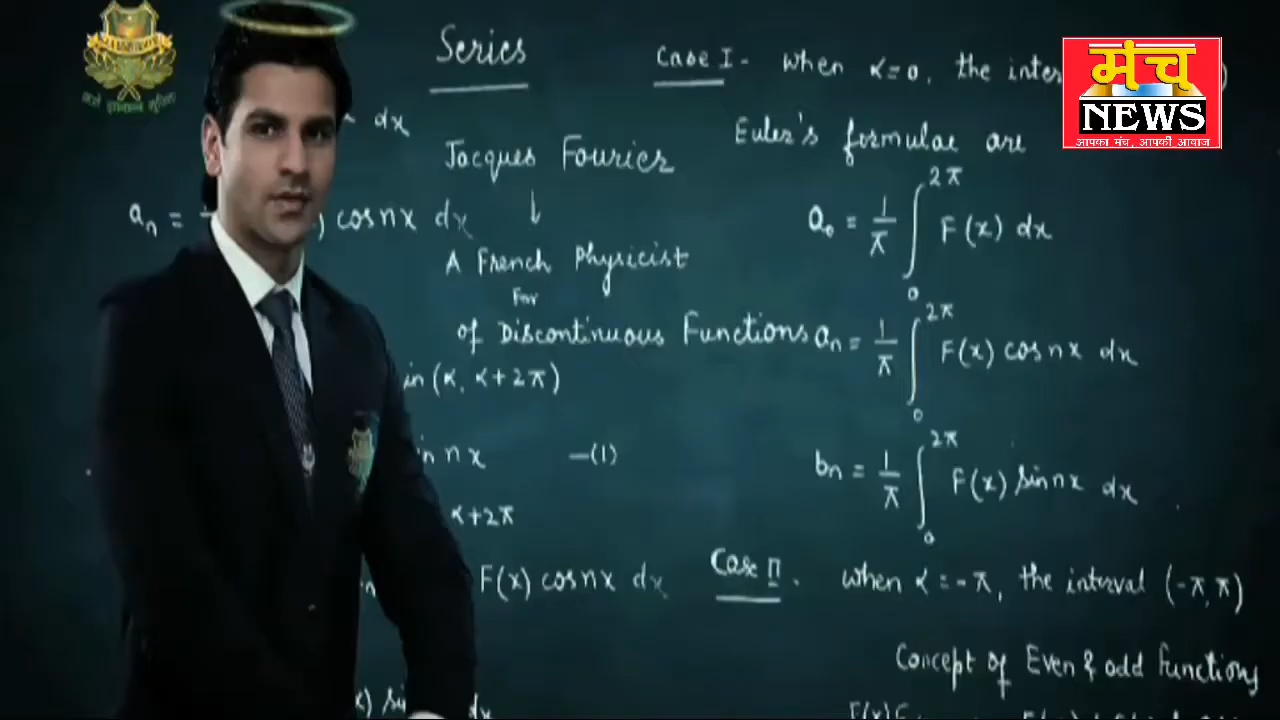 Series
dx
Jacques Fourier
aₙ = cosnx dx
A French Physicist
For
of Discontinuous Functions
in (α, α+2π)
in nx —(1)
α+2π
F(x) cosnx dx
dx
Case I - when α=0, the inter
Euler's formulae are
a₀ = 1/π ∫₀^2π F(x) dx
aₙ = 1/π ∫₀^2π F(x) cosnx dx
bₙ = 1/π ∫₀^2π F(x) sinnx dx
Case II. when α = -π, the interval (-π, π)
Concept of Even & odd Functions
मंच
NEWS
आपका मंच, आपकी आवाज